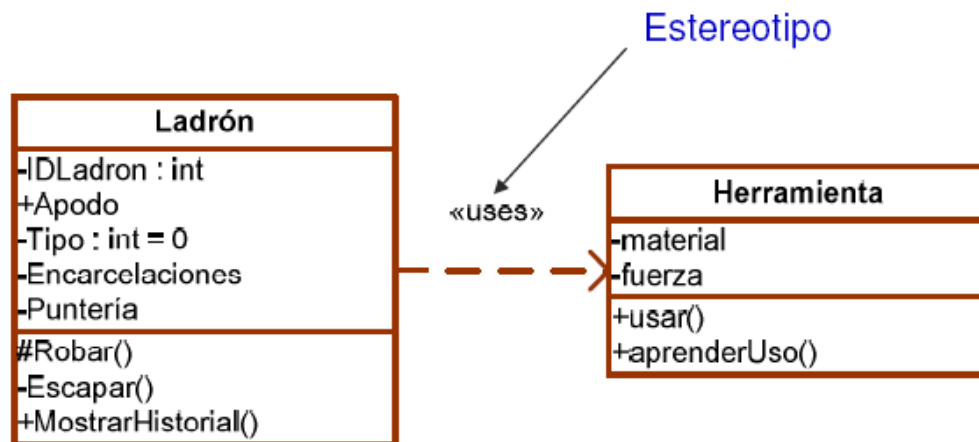 Estereotipo
Ladrón
-IDLadron : int
+Apodo
-Tipo : int = 0
-Encarcelaciones
-Puntería
#Robar()
-Escapar()
+MostrarHistorial()
«uses»
Herramienta
-material
-fuerza
+usar()
+aprenderUso()